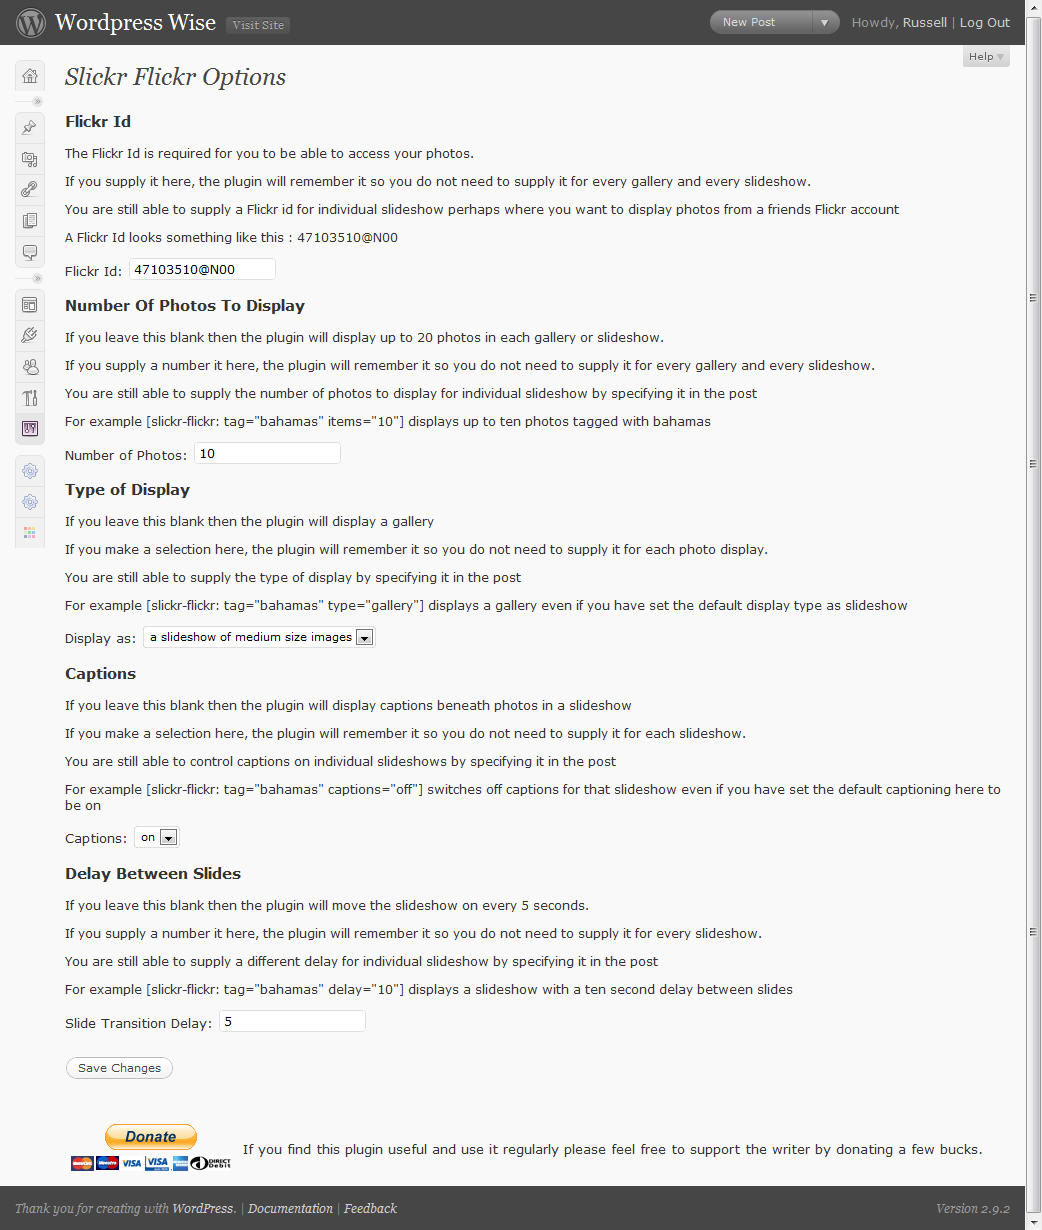 Wordpress Wise Visit Site New Post Howdy, Russell | Log Out
Help
Slickr Flickr Options
Flickr Id
The Flickr Id is required for you to be able to access your photos.
If you supply it here, the plugin will remember it so you do not need to supply it for every gallery and every slideshow.
You are still able to supply a Flickr id for individual slideshow perhaps where you want to display photos from a friends Flickr account
A Flickr Id looks something like this : 47103510@N00
Flickr Id: 47103510@N00
Number Of Photos To Display
If you leave this blank then the plugin will display up to 20 photos in each gallery or slideshow.
If you supply a number it here, the plugin will remember it so you do not need to supply it for every gallery and every slideshow.
You are still able to supply the number of photos to display for individual slideshow by specifying it in the post
For example [slickr-flickr: tag="bahamas" items="10"] displays up to ten photos tagged with bahamas
Number of Photos: 10
Type of Display
If you leave this blank then the plugin will display a gallery
If you make a selection here, the plugin will remember it so you do not need to supply it for each photo display.
You are still able to supply the type of display by specifying it in the post
For example [slickr-flickr: tag="bahamas" type="gallery"] displays a gallery even if you have set the default display type as slideshow
Display as: a slideshow of medium size images
Captions
If you leave this blank then the plugin will display captions beneath photos in a slideshow
If you make a selection here, the plugin will remember it so you do not need to supply it for each slideshow.
You are still able to control captions on individual slideshows by specifying it in the post
For example [slickr-flickr: tag="bahamas" captions="off"] switches off captions for that slideshow even if you have set the default captioning here to
be on
Captions: on
Delay Between Slides
If you leave this blank then the plugin will move the slideshow on every 5 seconds.
If you supply a number it here, the plugin will remember it so you do not need to supply it for every slideshow.
You are still able to supply a different delay for individual slideshow by specifying it in the post
For example [slickr-flickr: tag="bahamas" delay="10"] displays a slideshow with a ten second delay between slides
Slide Transition Delay: 5
Save Changes
Donate
MasterCard Maestro VISA VISA DIRECT Debit
If you find this plugin useful and use it regularly please feel free to support the writer by donating a few bucks.
Thank you for creating with WordPress. | Documentation | Feedback Version 2.9.2